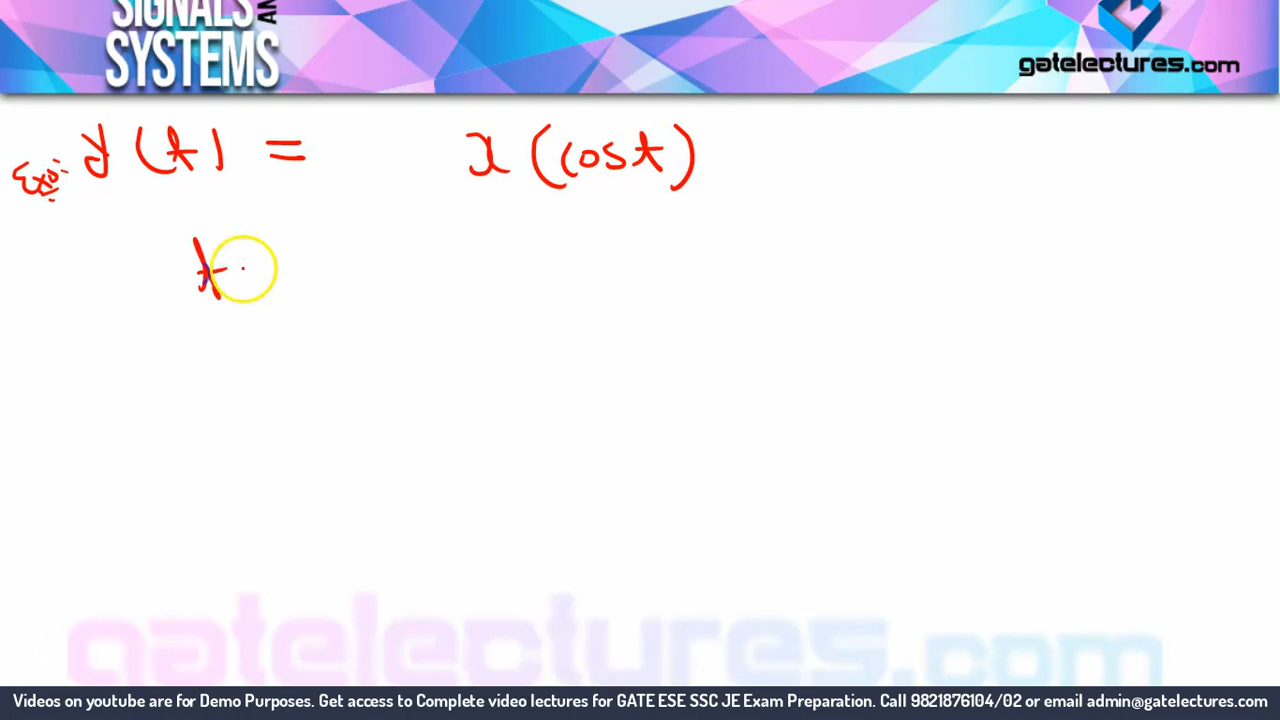 SIGNALS AN
SYSTEMS
gatelectures.com
Ex: y(t) = x(cost)
t
gatelectures.com
Videos on youtube are for Demo Purposes. Get access to Complete video lectures for GATE ESE SSC JE Exam Preparation. Call 9821876104/02 or email admin@gatelectures.com